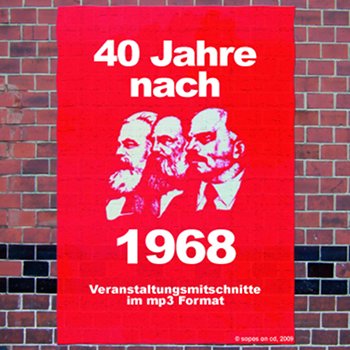 40 Jahre
nach
1968
Veranstaltungsmitschnitte
im mp3 Format
© sopos on cd, 2009